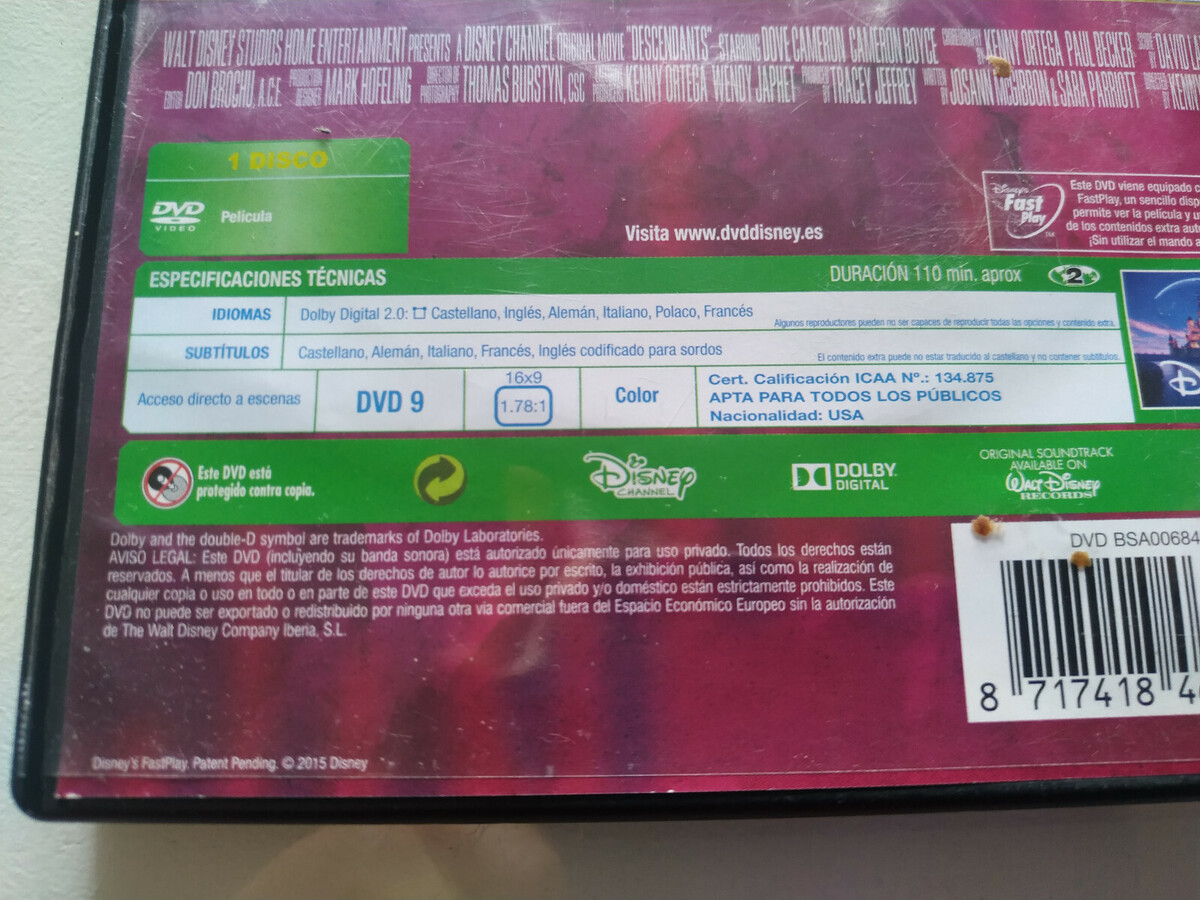 WALT DISNEY STUDIOS HOME ENTERTAINMENT PRESENTS A DISNEY CHANNEL ORIGINAL MOVIE "DESCENDANTS" STARRING DOVE CAMERON CAMERON BOYCE KENNY ORTEGA PAUL BECKER DAVID
EDITOR DON BROCHU, A.C.E PRODUCTION DESIGNER MARK HOFELING DIRECTOR OF PHOTOGRAPHY THOMAS BURSTYN, CSC KENNY ORTEGA WENDY JAPHET TRACEY JEFFREY WRITTEN BY JOSANN McGIBBON & SARA PARRIOTT DIRECTED BY
1 DISCO
DVD VIDEO
Película
Disney's Fast Play TM
Este DVD viene equipado
FastPlay, un sencillo
permite ver la película y
de los contenidos extra
¡Sin utilizar el mando
Visita www.dvddisney.es
ESPECIFICACIONES TÉCNICAS
DURACIÓN 110 min. aprox
2
IDIOMAS
Dolby Digital 2.0: Castellano, Inglés, Alemán, Italiano, Polaco, Francés
Algunos reproductores pueden no ser capaces de reproducir todas las opciones y contenido extra.
SUBTÍTULOS
Castellano, Alemán, Italiano, Francés, Inglés codificado para sordos
El contenido extra puede no estar traducido al castellano y no contener subtítulos.
Acceso directo a escenas
DVD 9
16x9
1.78:1
Color
Cert. Calificación ICAA Nº.: 134.875
APTA PARA TODOS LOS PÚBLICOS
Nacionalidad: USA
Este DVD está
protegido contra copia.
Disney
CHANNEL
DOLBY
DIGITAL
ORIGINAL SOUNDTRACK
AVAILABLE ON
Walt Disney
RECORDS
Dolby and the double-D symbol are trademarks of Dolby Laboratories.
AVISO LEGAL: Este DVD (incluyendo su banda sonora) está autorizado únicamente para uso privado. Todos los derechos están
reservados. A menos que el titular de los derechos de autor lo autorice por escrito, la exhibición pública, así como la realización de
cualquier copia o uso en todo o en parte de este DVD que exceda el uso privado y/o doméstico están estrictamente prohibidos. Este
DVD no puede ser exportado o redistribuido por ninguna otra vía comercial fuera del Espacio Económico Europeo sin la autorización
de The Walt Disney Company Iberia, S.L.
DVD BSA00684
8 717418 4
Disney's FastPlay. Patent Pending. © 2015 Disney